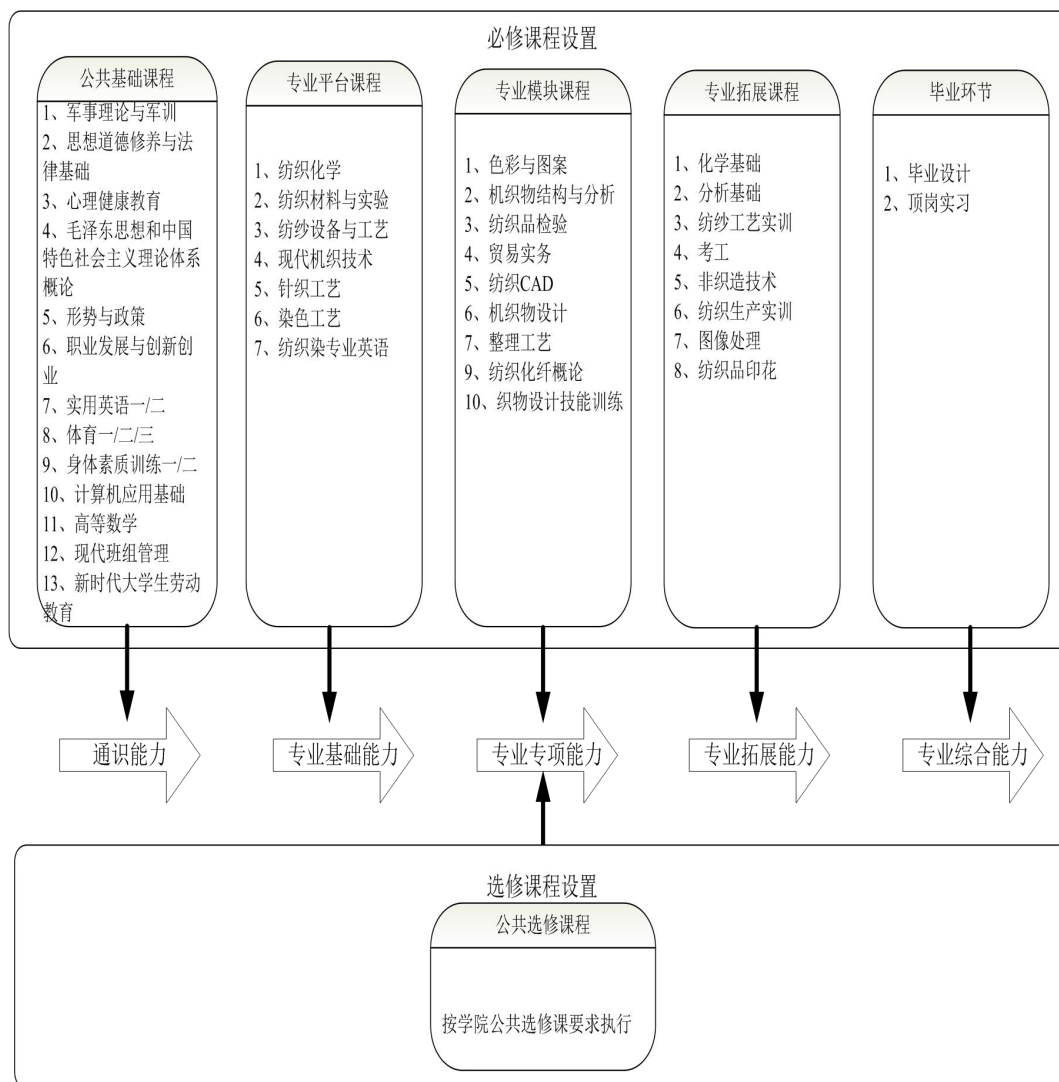 必修课程设置
公共基础课程
1、军事理论与军训
2、思想道德修养与法
律基础
3、心理健康教育
4、毛泽东思想和中国
特色社会主义理论体系
概论
5、形势与政策
6、职业发展与创新创
业
7、实用英语一/二
8、体育一/二/三
9、身体素质训练一/二
10、计算机应用基础
11、高等数学
12、现代班组管理
13、新时代大学生劳动
教育
专业平台课程
1、纺织化学
2、纺织材料与实验
3、纺纱设备与工艺
4、现代机织技术
5、针织工艺
6、染色工艺
7、纺织染专业英语
专业模块课程
1、色彩与图案
2、机织物结构与分析
3、纺织品检验
4、贸易实务
5、纺织CAD
6、机织物设计
7、整理工艺
9、纺织化纤概论
10、织物设计技能训练
专业拓展课程
1、化学基础
2、分析基础
3、纺纱工艺实训
4、考工
5、非织造技术
6、纺织生产实训
7、图像处理
8、纺织品印花
毕业环节
1、毕业设计
2、顶岗实习
通识能力
专业基础能力
专业专项能力
专业拓展能力
专业综合能力
选修课程设置
公共选修课程
按学院公共选修课要求执行